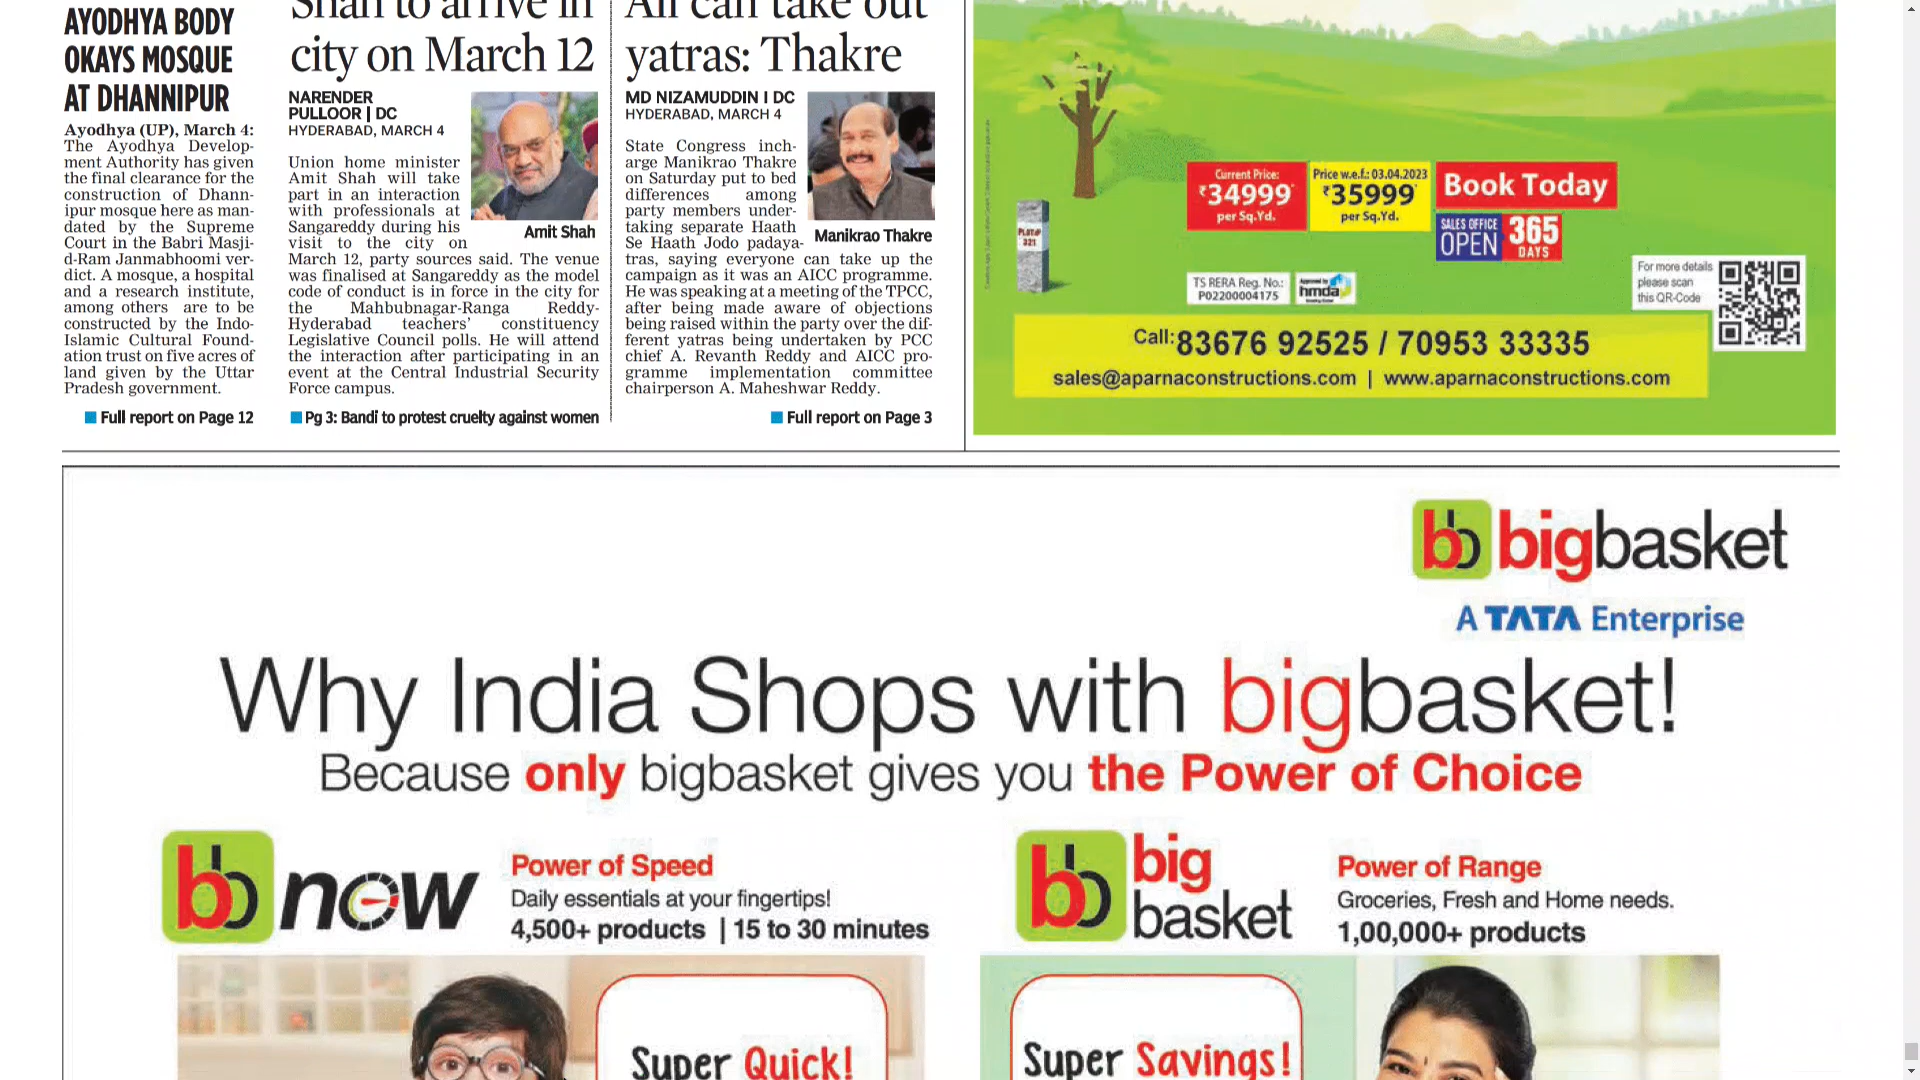 AYODHYA BODY
OKAYS MOSQUE
AT DHANNIPUR
Ayodhya (UP), March 4:
The Ayodhya Develop-
ment Authority has given
the final clearance for the
construction of Dhann-
ipur mosque here as man-
dated by the Supreme
Court in the Babri Masji-
d-Ram Janmabhoomi ver-
dict. A mosque, a hospital
and a research institute,
among others are to be
constructed by the Indo-
Islamic Cultural Found-
ation trust on five acres of
land given by the Uttar
Pradesh government.
Full report on Page 12
Shah to arrive in
city on March 12
NARENDER
PULLOOR | DC
HYDERABAD, MARCH 4
Union home minister
Amit Shah will take
part in an interaction
with professionals at
Sangareddy during his
visit to the city on
March 12, party sources said. The venue
was finalised at Sangareddy as the model
code of conduct is in force in the city for
the Mahbubnagar-Ranga Reddy-
Hyderabad teachers' constituency
Legislative Council polls. He will attend
the interaction after participating in an
event at the Central Industrial Security
Force campus.
Amit Shah
Pg 3: Bandi to protest cruelty against women
All can take out
yatras: Thakre
MD NIZAMUDDIN I DC
HYDERABAD, MARCH 4
State Congress inch-
arge Manikrao Thakre
on Saturday put to bed
differences among
party members under-
taking separate Haath
Se Haath Jodo padaya-
tras, saying everyone can take up the
campaign as it was an AICC programme.
He was speaking at a meeting of the TPCC,
after being made aware of objections
being raised within the party over the dif-
ferent yatras being undertaken by PCC
chief A. Revanth Reddy and AICC pro-
gramme implementation committee
chairperson A. Maheshwar Reddy.
Manikrao Thakre
Full report on Page 3
PLOT#
321
Current Price:
₹34999*
per Sq.Yd.
Price w.e.f.: 03.04.2023
₹35999*
per Sq.Yd.
Book Today
SALES OFFICE
OPEN 365
DAYS
TS RERA Reg. No.:
P02200004175
Approved by
hmda
For more details
please scan
this QR-Code
Call:83676 92525 / 70953 33335
sales@aparnaconstructions.com | www.aparnaconstructions.com
bb bigbasket
A TATA Enterprise
Why India Shops with bigbasket!
Because only bigbasket gives you the Power of Choice
bb now
Power of Speed
Daily essentials at your fingertips!
4,500+ products | 15 to 30 minutes
bb big
basket
Power of Range
Groceries, Fresh and Home needs.
1,00,000+ products
Super Quick!
Super Savings!